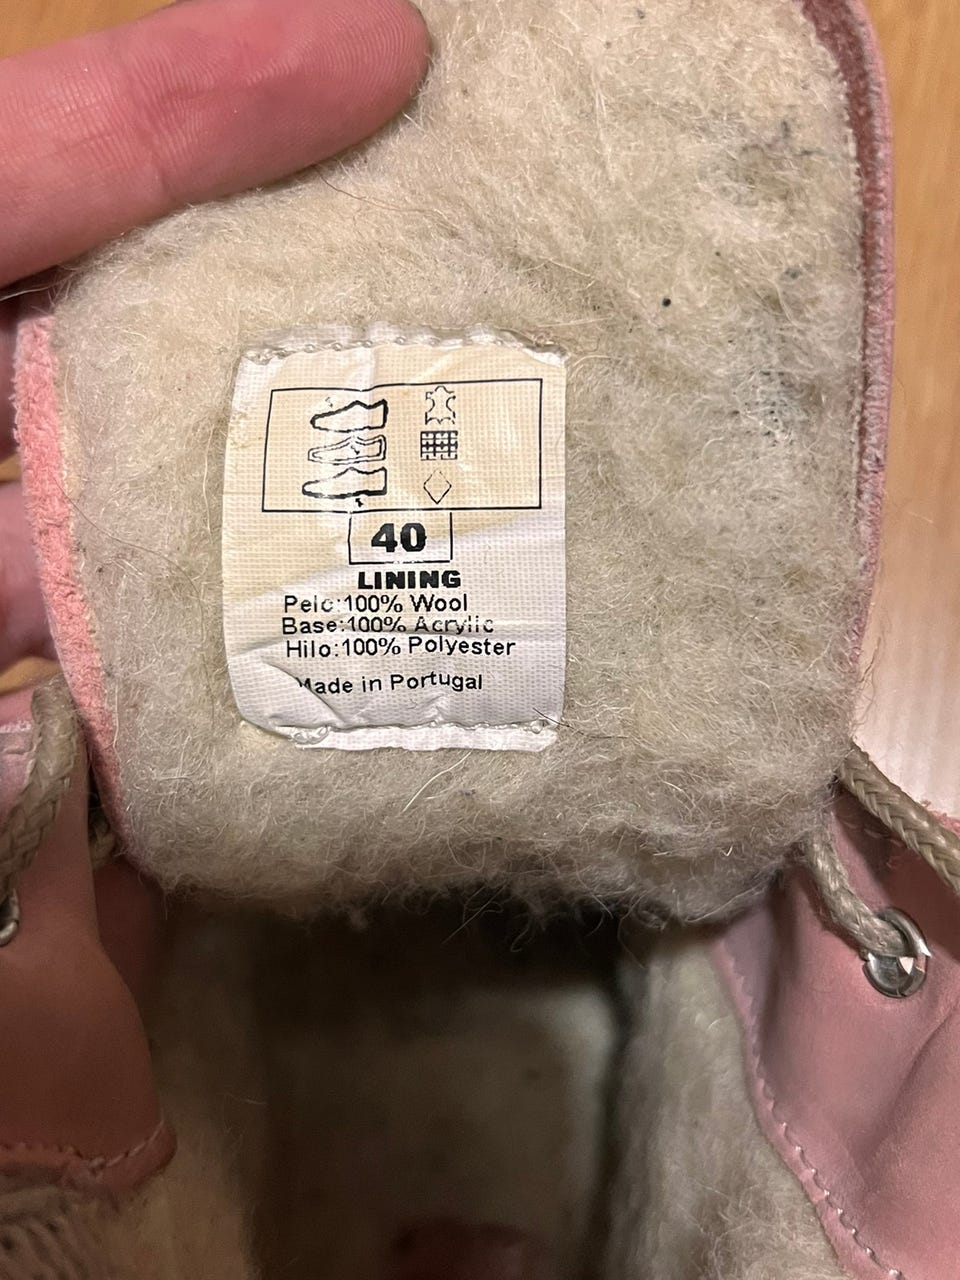 40
LINING
Pelo:100% Wool
Base:100% Acrylic
Hilo:100% Polyester
Made in Portugal